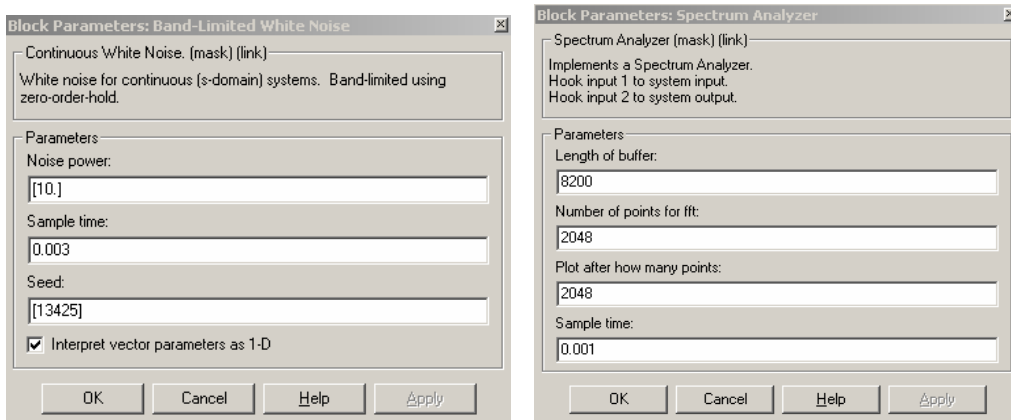 Block Parameters: Band-Limited White Noise
Continuous White Noise. (mask) (link)
White noise for continuous (s-domain) systems. Band-limited using
zero-order-hold.
Parameters
Noise power:
[10.]
Sample time:
0.003
Seed:
[13425]
Interpret vector parameters as 1-D
OK
Cancel
Help
Apply
Block Parameters: Spectrum Analyzer
Spectrum Analyzer (mask) (link)
Implements a Spectrum Analyzer.
Hook input 1 to system input.
Hook input 2 to system output.
Parameters
Length of buffer:
8200
Number of points for fft:
2048
Plot after how many points:
2048
Sample time:
0.001
OK
Cancel
Help
Apply